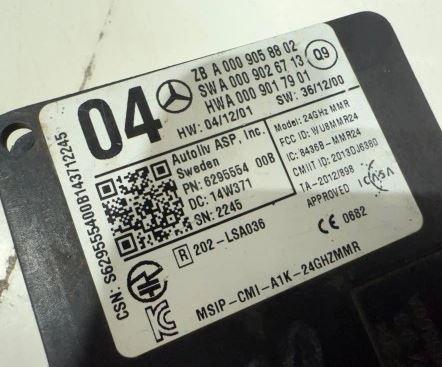 04
ZB A 000 905 88 02
SW A 000 902 67 13
HW A 000 901 79 01
09
HW: 04/12/01
SW: 36/12/00
Autoliv ASP, Inc.
Sweden
PN: 6295554 00B
DC: 14W371
SN: 2245
Model: 24GHz MMR
FCC ID: WU8MMR24
IC: 8436B-MMR24
CMIIT ID: 2013DJ6380
TA-2012/898
APPROVED
ICASA
CSN: S629555400B143712245
R 202-LSA036
CE 0682
MSIP-CMI-A1K-24GHZMMR